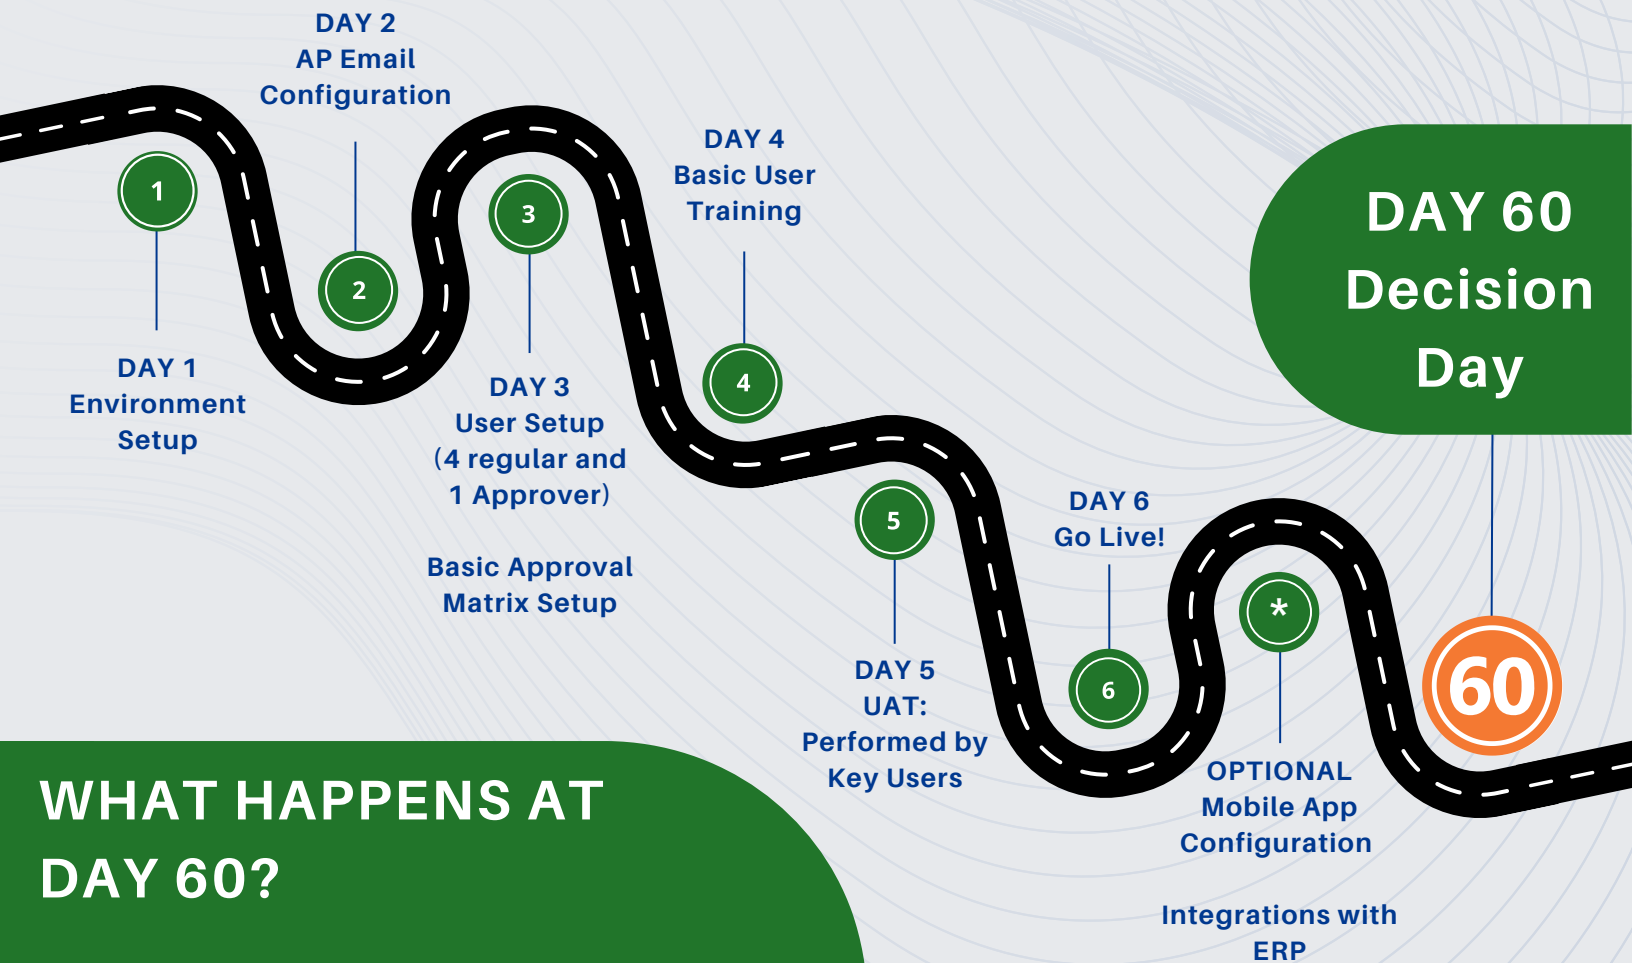 DAY 1
Environment
Setup
1
DAY 2
AP Email
Configuration
2
3
DAY 3
User Setup
(4 regular and
1 Approver)
Basic Approval
Matrix Setup
DAY 4
Basic User
Training
4
5
DAY 5
UAT:
Performed by
Key Users
DAY 6
Go Live!
6
*
OPTIONAL
Mobile App
Configuration
Integrations with
ERP
DAY 60
Decision
Day
60
WHAT HAPPENS AT
DAY 60?